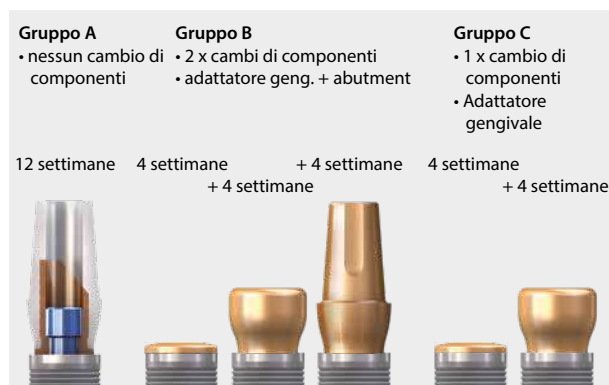 Gruppo A
• nessun cambio di
componenti
Gruppo B
• 2 x cambi di componenti
• adattatore geng. + abutment
Gruppo C
• 1 x cambio di
componenti
• Adattatore
gengivale
12 settimane
4 settimane
+ 4 settimane
+ 4 settimane
4 settimane
+ 4 settimane